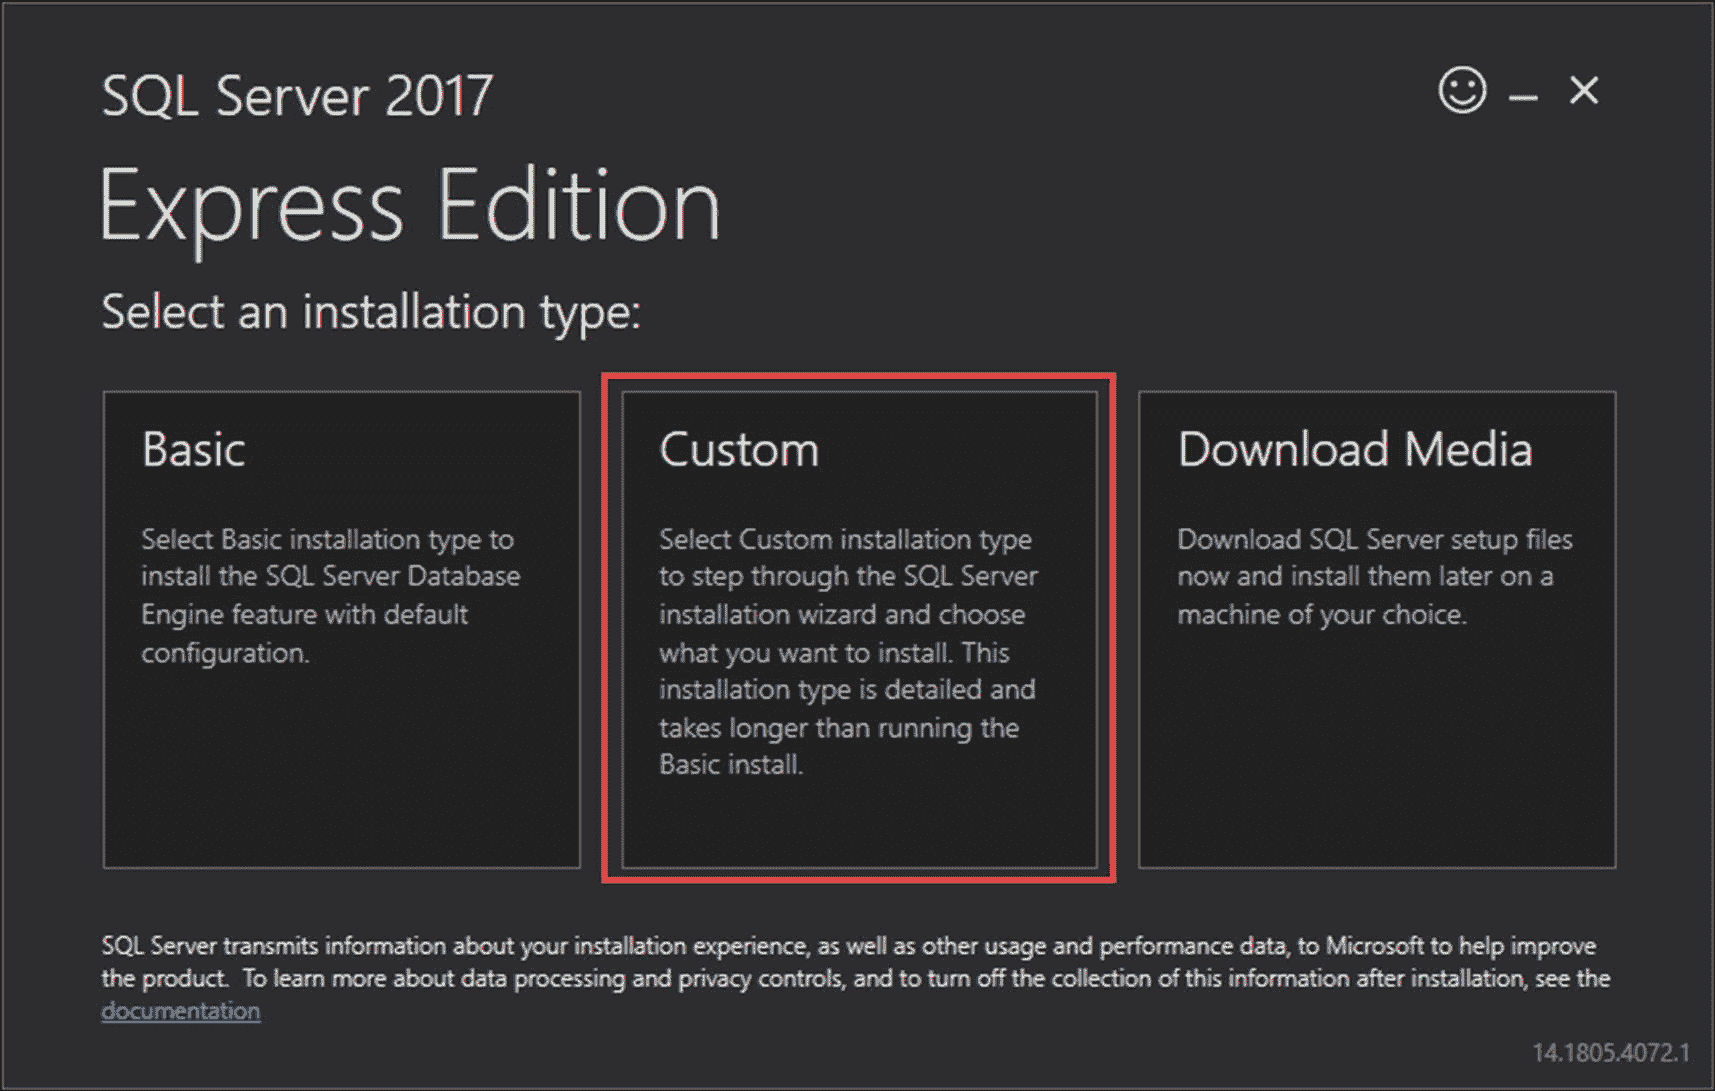 SQL Server 2017
Express Edition
Select an installation type:
Basic
Select Basic installation type to
install the SQL Server Database
Engine feature with default
configuration.
Custom
Select Custom installation type
to step through the SQL Server
installation wizard and choose
what you want to install. This
installation type is detailed and
takes longer than running the
Basic install.
Download Media
Download SQL Server setup files
now and install them later on a
machine of your choice.
SQL Server transmits information about your installation experience, as well as other usage and performance data, to Microsoft to help improve
the product.  To learn more about data processing and privacy controls, and to turn off the collection of this information after installation, see the
documentation
14.1805.4072.1